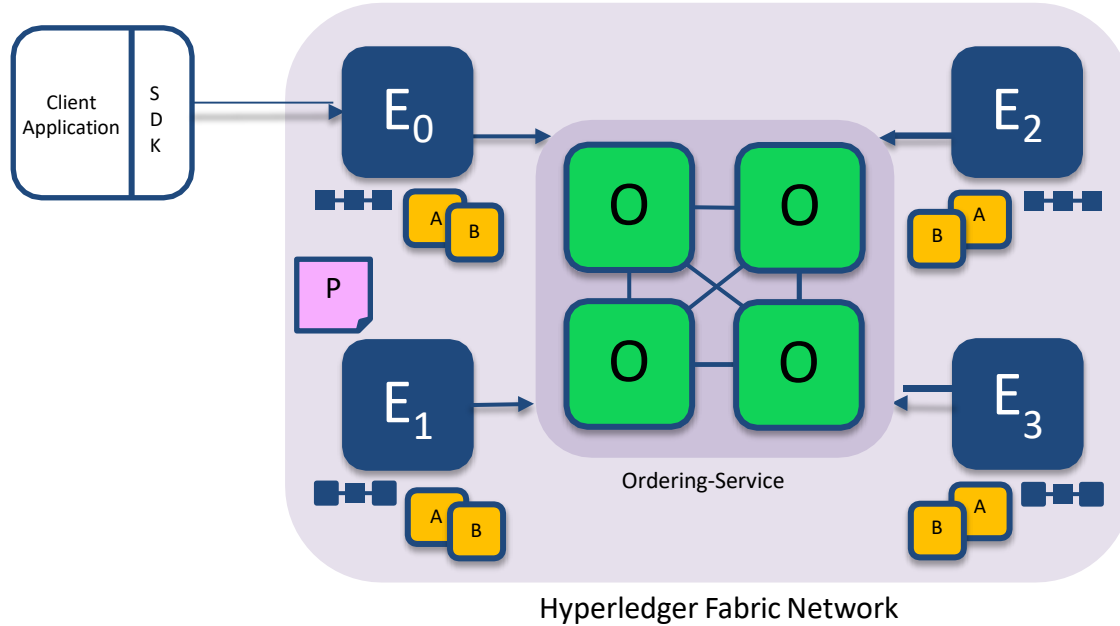 Client
Application
S
D
K
E0
E2
O
O
A
B
A
B
P
O
O
E1
E3
Ordering-Service
A
B
A
B
Hyperledger Fabric Network